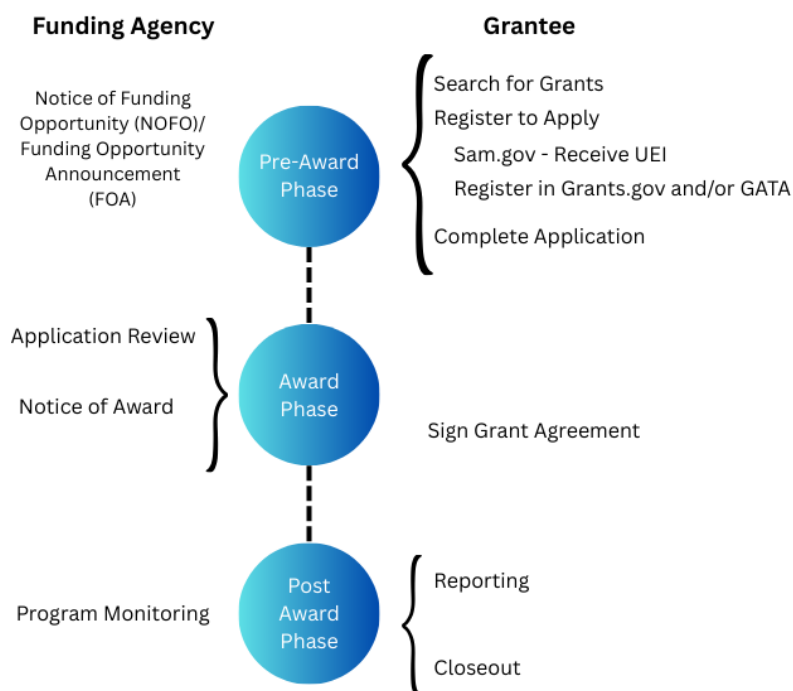 Funding Agency
Grantee
Notice of Funding
Opportunity (NOFO)/
Funding Opportunity
Announcement
(FOA)
Pre-Award
Phase
Search for Grants
Register to Apply
Sam.gov - Receive UEI
Register in Grants.gov and/or GATA
Complete Application
Application Review
Notice of Award
Award
Phase
Sign Grant Agreement
Program Monitoring
Post
Award
Phase
Reporting
Closeout